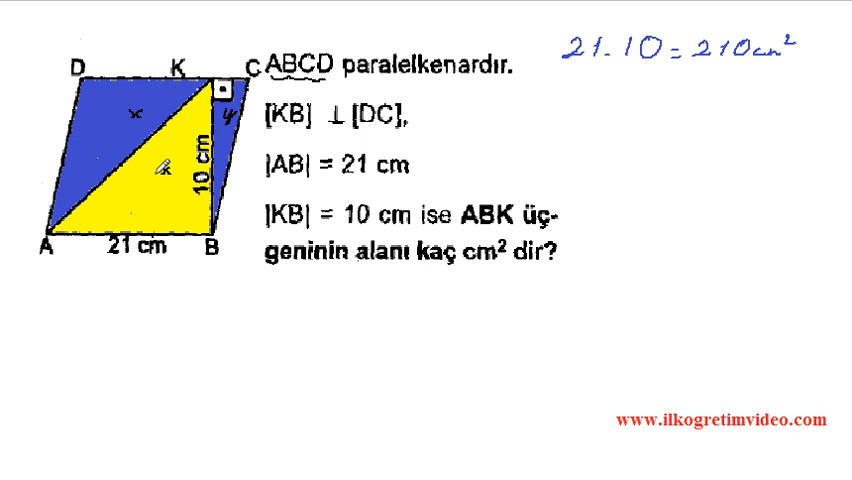 21.10 = 210cm²
D K C ABCD paralelkenardır.
x y [KB] ⊥ [DC],
10 cm |AB| = 21 cm
|KB| = 10 cm ise ABK üç-
A 21 cm B geninin alanı kaç cm² dir?
www.ilkogretimvideo.com